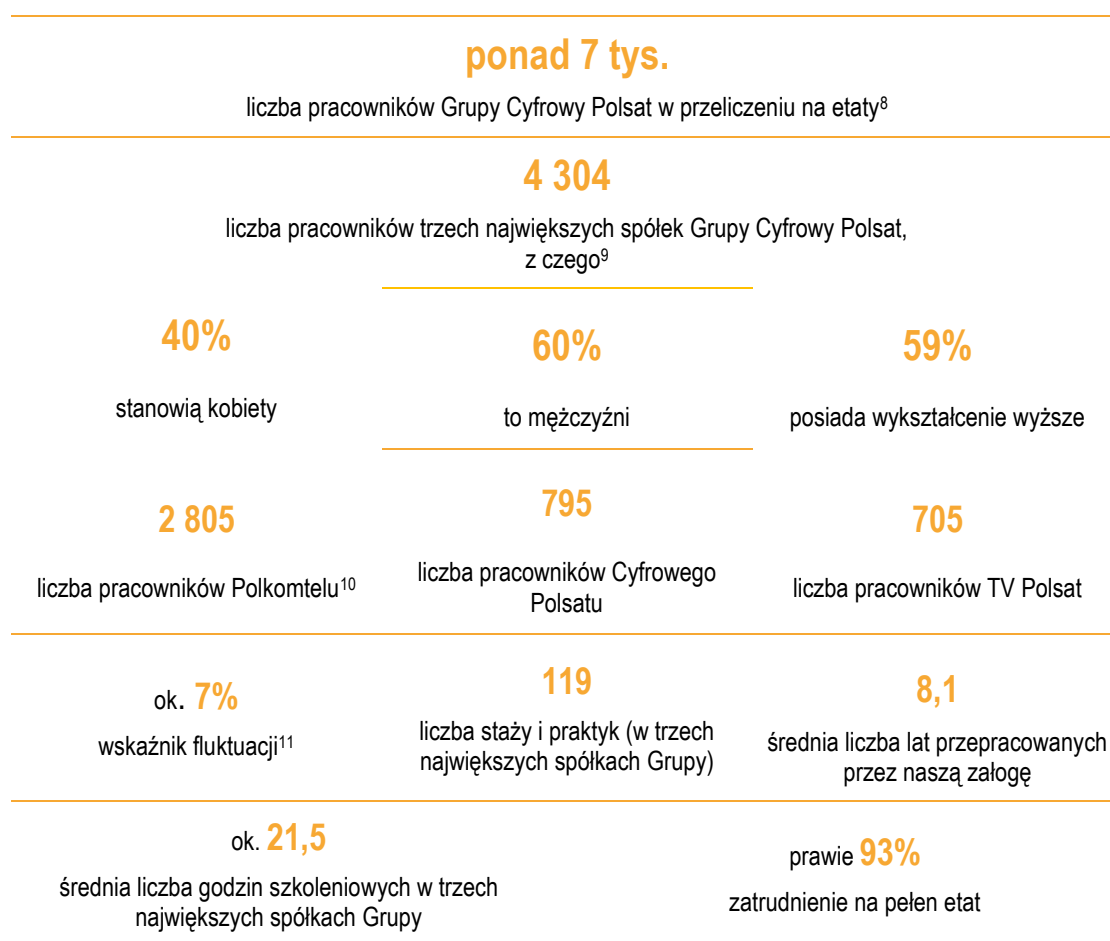 ponad 7 tys.
liczba pracowników Grupy Cyfrowy Polsat w przeliczeniu na etaty8
4 304
liczba pracowników trzech największych spółek Grupy Cyfrowy Polsat,
z czego9
40%
stanowią kobiety
60%
to mężczyźni
59%
posiada wykształcenie wyższe
2 805
liczba pracowników Polkomtelu10
795
liczba pracowników Cyfrowego
Polsatu
705
liczba pracowników TV Polsat
ok. 7%
wskaźnik fluktuacji11
119
liczba staży i praktyk (w trzech
największych spółkach Grupy)
8,1
średnia liczba lat przepracowanych
przez naszą załogę
ok. 21,5
średnia liczba godzin szkoleniowych w trzech
największych spółkach Grupy
prawie 93%
zatrudnienie na pełen etat